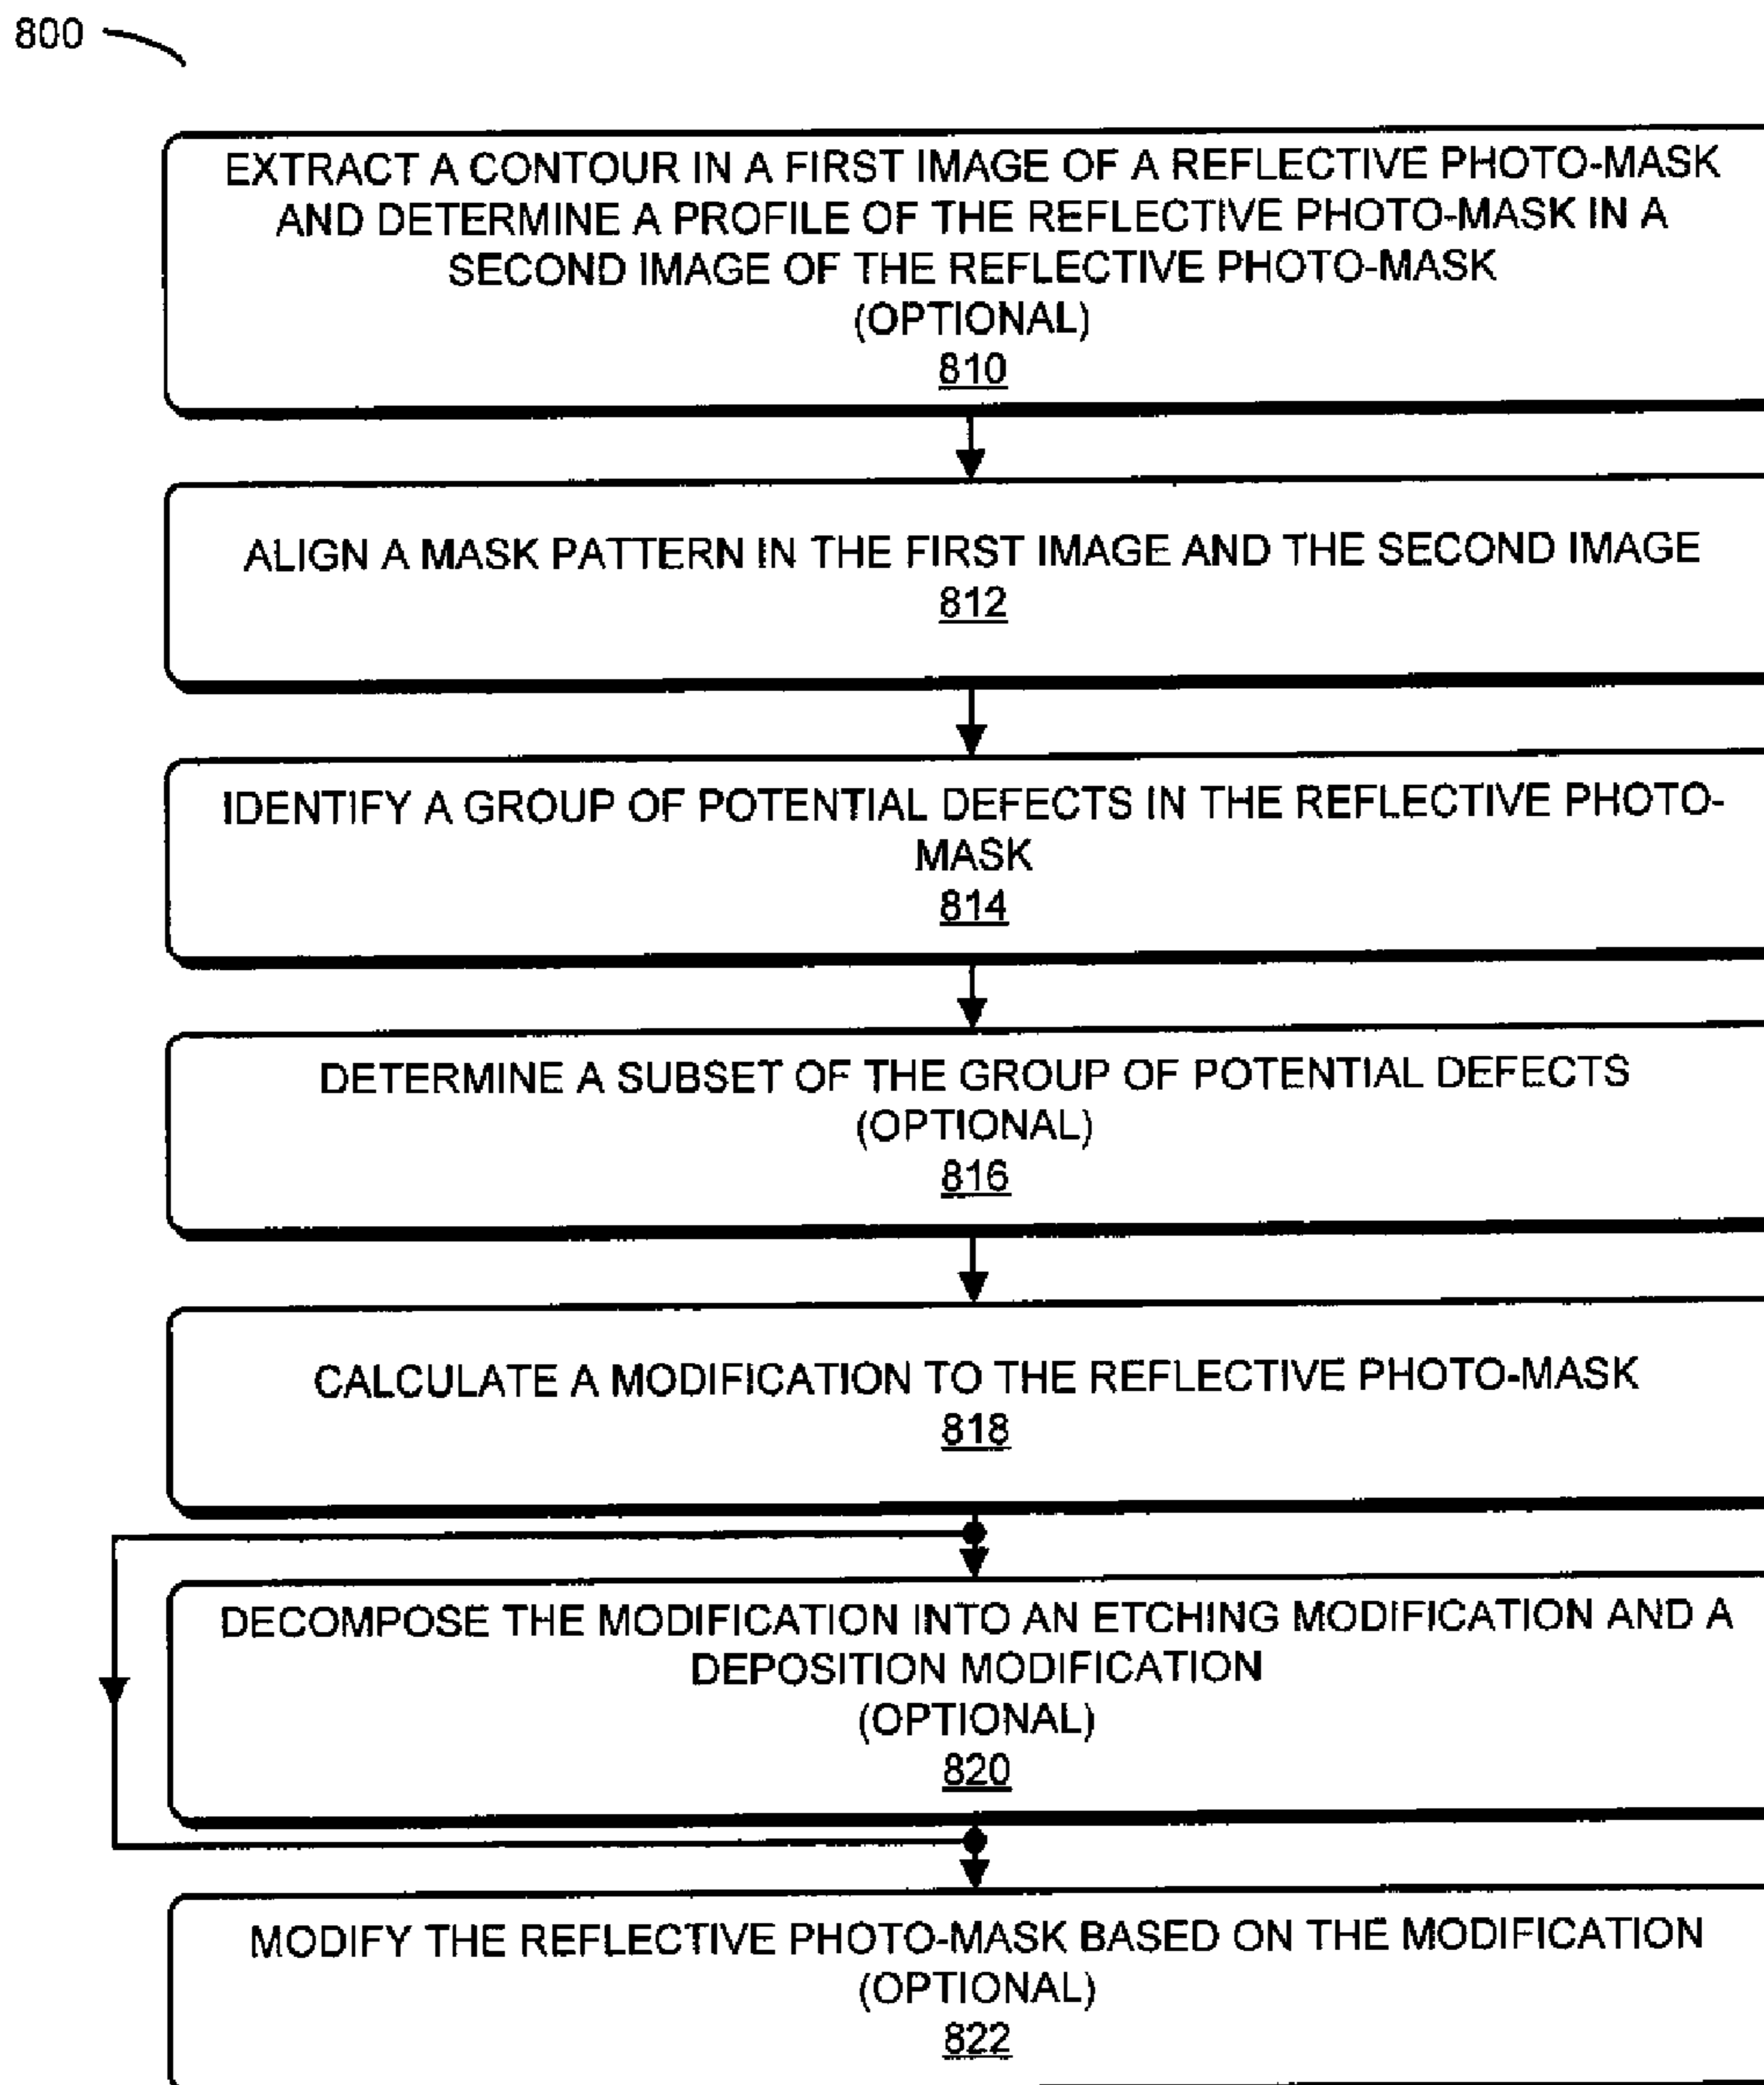 800
EXTRACT A CONTOUR IN A FIRST IMAGE OF A REFLECTIVE PHOTO-MASK
AND DETERMINE A PROFILE OF THE REFLECTIVE PHOTO-MASK IN A
SECOND IMAGE OF THE REFLECTIVE PHOTO-MASK
(OPTIONAL)
810
ALIGN A MASK PATTERN IN THE FIRST IMAGE AND THE SECOND IMAGE
812
IDENTIFY A GROUP OF POTENTIAL DEFECTS IN THE REFLECTIVE PHOTO-
MASK
814
DETERMINE A SUBSET OF THE GROUP OF POTENTIAL DEFECTS
(OPTIONAL)
816
CALCULATE A MODIFICATION TO THE REFLECTIVE PHOTO-MASK
818
DECOMPOSE THE MODIFICATION INTO AN ETCHING MODIFICATION AND A
DEPOSITION MODIFICATION
(OPTIONAL)
820
MODIFY THE REFLECTIVE PHOTO-MASK BASED ON THE MODIFICATION
(OPTIONAL)
822